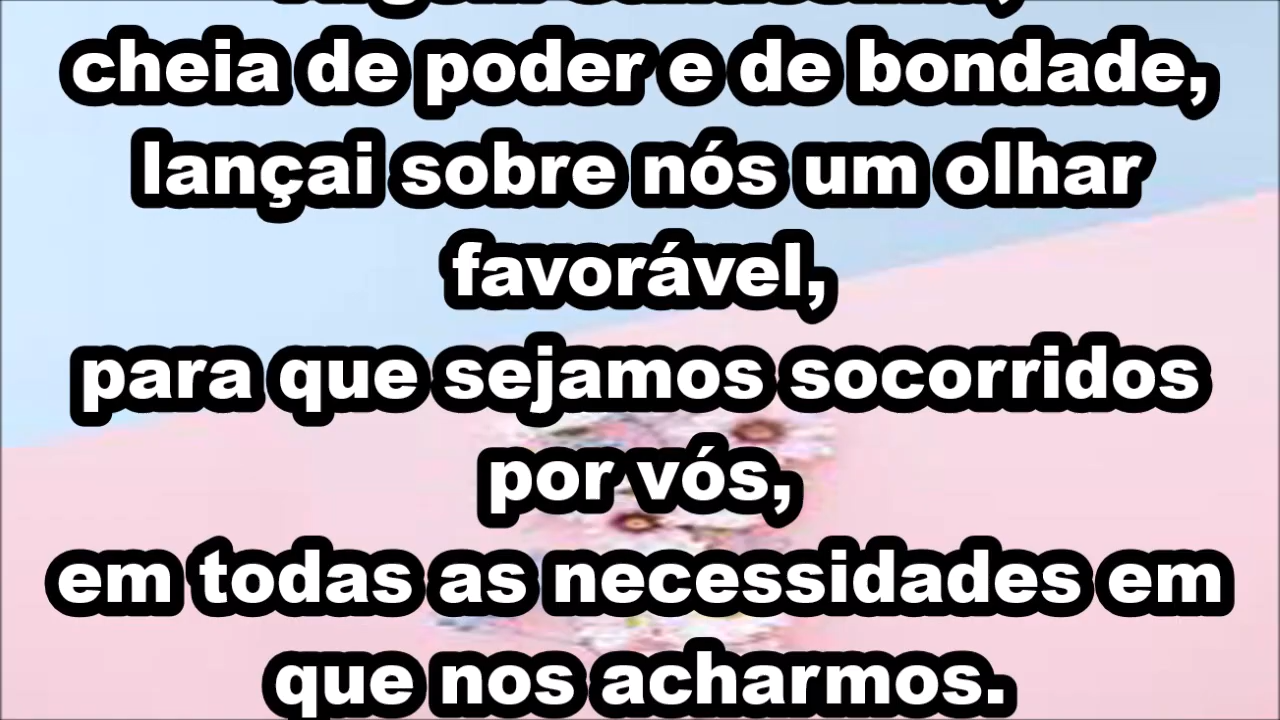 cheia de poder e de bondade,
lançai sobre nós um olhar
favorável,
para que sejamos socorridos
por vós,
em todas as necessidades em
que nos acharmos.